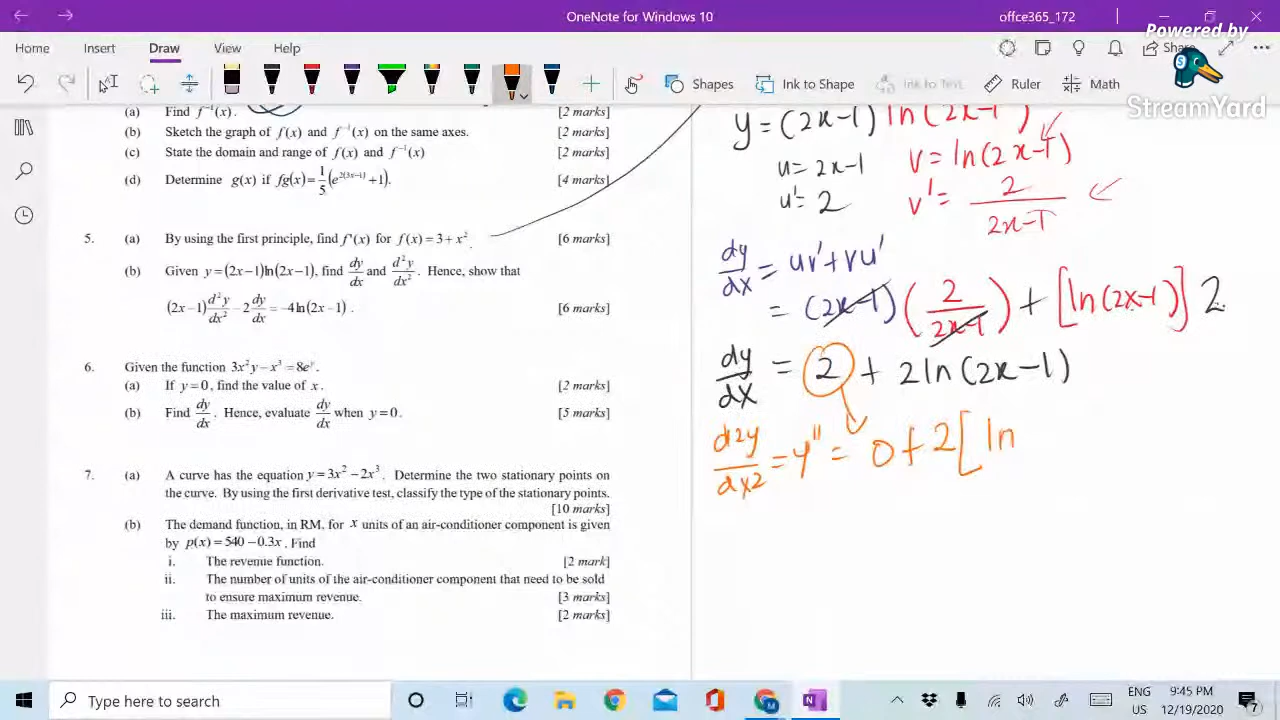 OneNote for Windows 10
offce365_172
Powered by
StreamYard
Home Insert Draw View Help
Share
Shapes Ink to Shape Ink to Text Ruler Math
(a) Find f⁻¹(x). [2 marks]
(b) Sketch the graph of f(x) and f⁻¹(x) on the same axes. [2 marks]
(c) State the domain and range of f(x) and f⁻¹(x) [2 marks]
(d) Determine g(x) if fg(x) = 1/5 (e^{2(3x−1)} + 1). [4 marks]
5. (a) By using the first principle, find f'(x) for f(x) = 3 + x². [6 marks]
(b) Given y = (2x−1)ln(2x−1), find dy/dx and d²y/dx². Hence, show that
(2x−1) d²y/dx² − 2 dy/dx = −4ln(2x−1). [6 marks]
6. Given the function 3x²y − x³ = 8e^y.
(a) If y = 0, find the value of x. [2 marks]
(b) Find dy/dx. Hence, evaluate dy/dx when y = 0. [5 marks]
7. (a) A curve has the equation y = 3x² − 2x³. Determine the two stationary points
on the curve. By using the first derivative test, classify the type of the stationary points.
[10 marks]
(b) The demand function, in RM, for x units of an air-conditioner component is given
by p(x) = 540 − 0.3x. Find
i. The revenue function. [2 mark]
ii. The number of units of the air-conditioner component that need to be sold
to ensure maximum revenue. [3 marks]
iii. The maximum revenue. [2 marks]
y = (2x−1) ln(2x−1)
u = 2x−1 v = ln(2x−1)
u' = 2 v' = 2/(2x−1)
dy/dx = uv' + vu'
= (2x−1) (2/(2x−1)) + [ln(2x−1)] 2
dy/dx = 2 + 2 ln(2x−1)
d2y/dx2 = y'' = 0 + 2[ ln
Type here to search
ENG
US
9:45 PM
12/19/2020
7